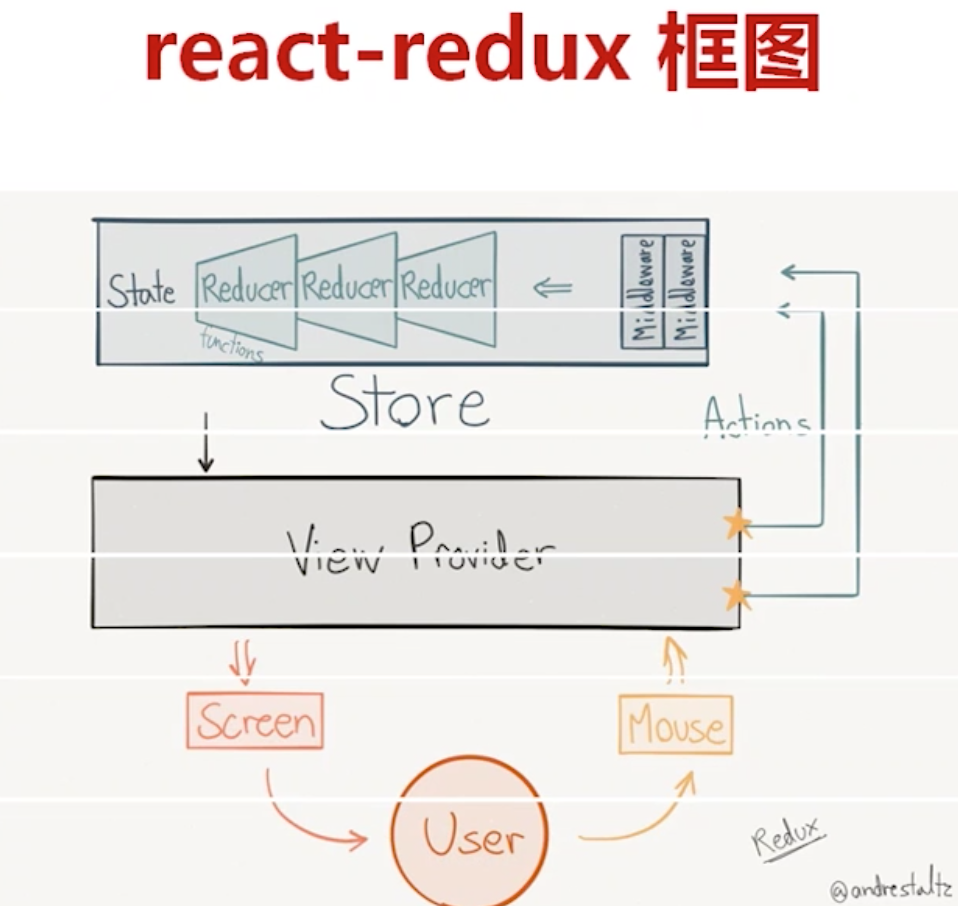 react-redux 框图
State
Reducer
Reducer
Reducer
functions
Middleware
Middleware
Store
Actions
View Provider
Screen
Mouse
User
Redux
@andrestaltz